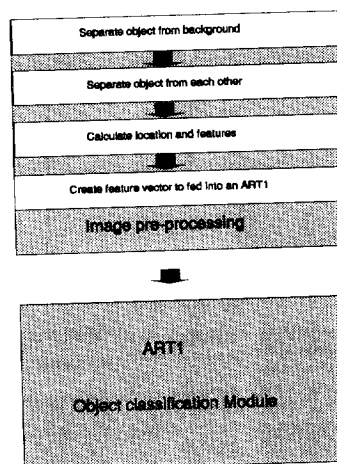 Separate object from background
Separate object from each other
Calculate location and features
Create feature vector to fed into an ART1
Image pre-processing
ART1
Object classification Module